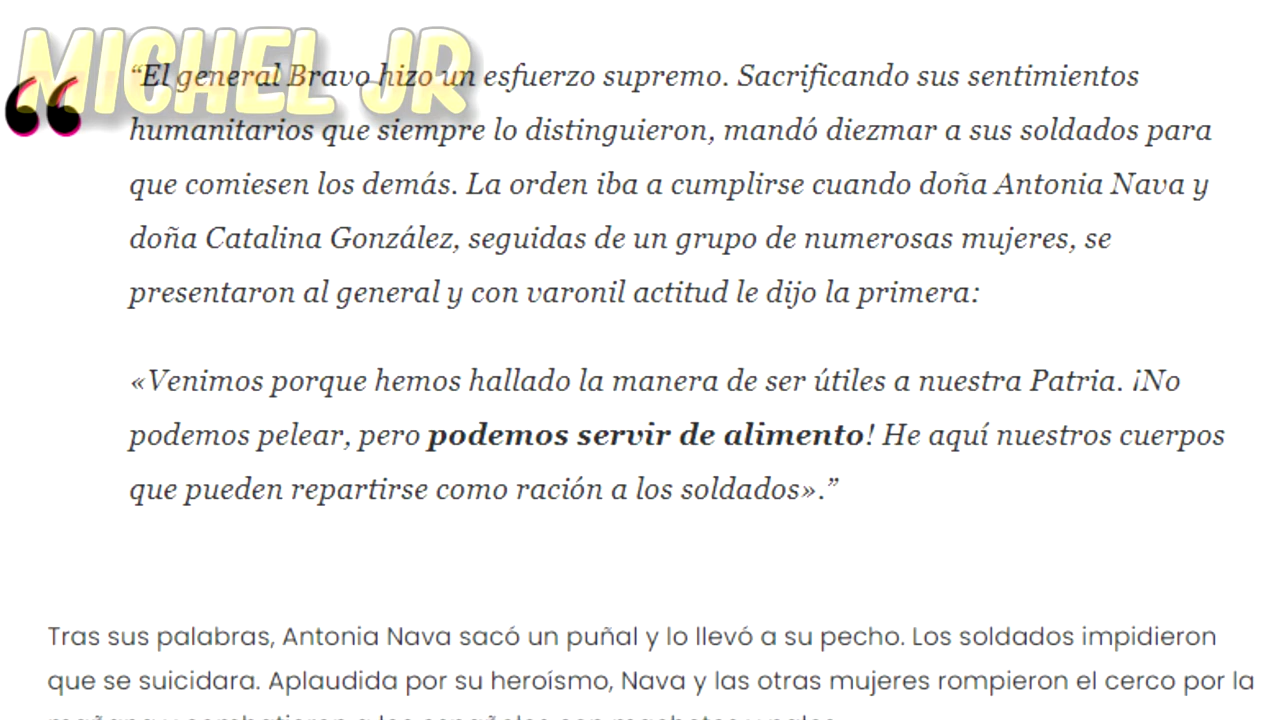 MICHEL JR
“El general Bravo hizo un esfuerzo supremo. Sacrificando sus sentimientos
humanitarios que siempre lo distinguieron, mandó diezmar a sus soldados para
que comiesen los demás. La orden iba a cumplirse cuando doña Antonia Nava y
doña Catalina González, seguidas de un grupo de numerosas mujeres, se
presentaron al general y con varonil actitud le dijo la primera:
«Venimos porque hemos hallado la manera de ser útiles a nuestra Patria. ¡No
podemos pelear, pero podemos servir de alimento! He aquí nuestros cuerpos
que pueden repartirse como ración a los soldados».”
Tras sus palabras, Antonia Nava sacó un puñal y lo llevó a su pecho. Los soldados impidieron
que se suicidara. Aplaudida por su heroísmo, Nava y las otras mujeres rompieron el cerco por la